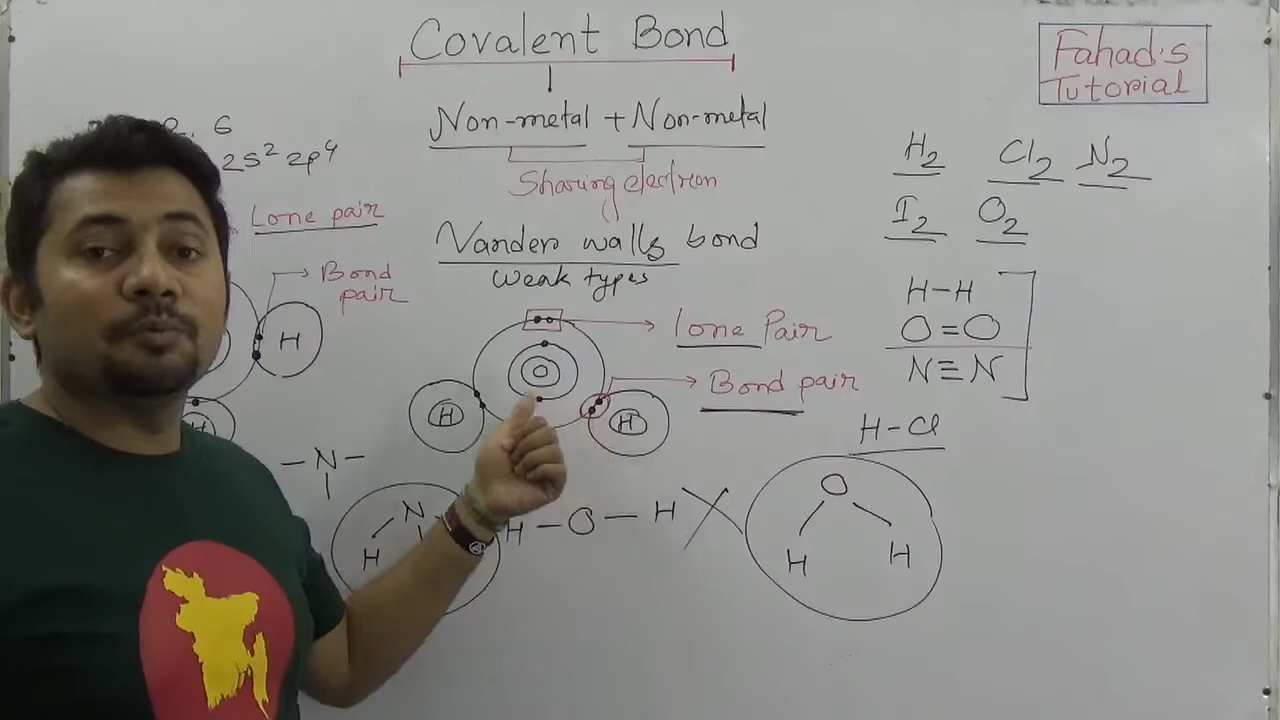 Covalent Bond
Non-metal + Non-metal
Sharing electron
Vander walls bond
weak types
Fahad's
Tutorial
H₂ Cl₂ N₂
I₂ O₂
H-H
O=O
N≡N
H-Cl
2, 6
2s² 2p⁴
Lone pair
Bond
pair
H
H
lone Pair
Bond pair
O
H
H
-N-
N
H
H-O-H
O
H
H